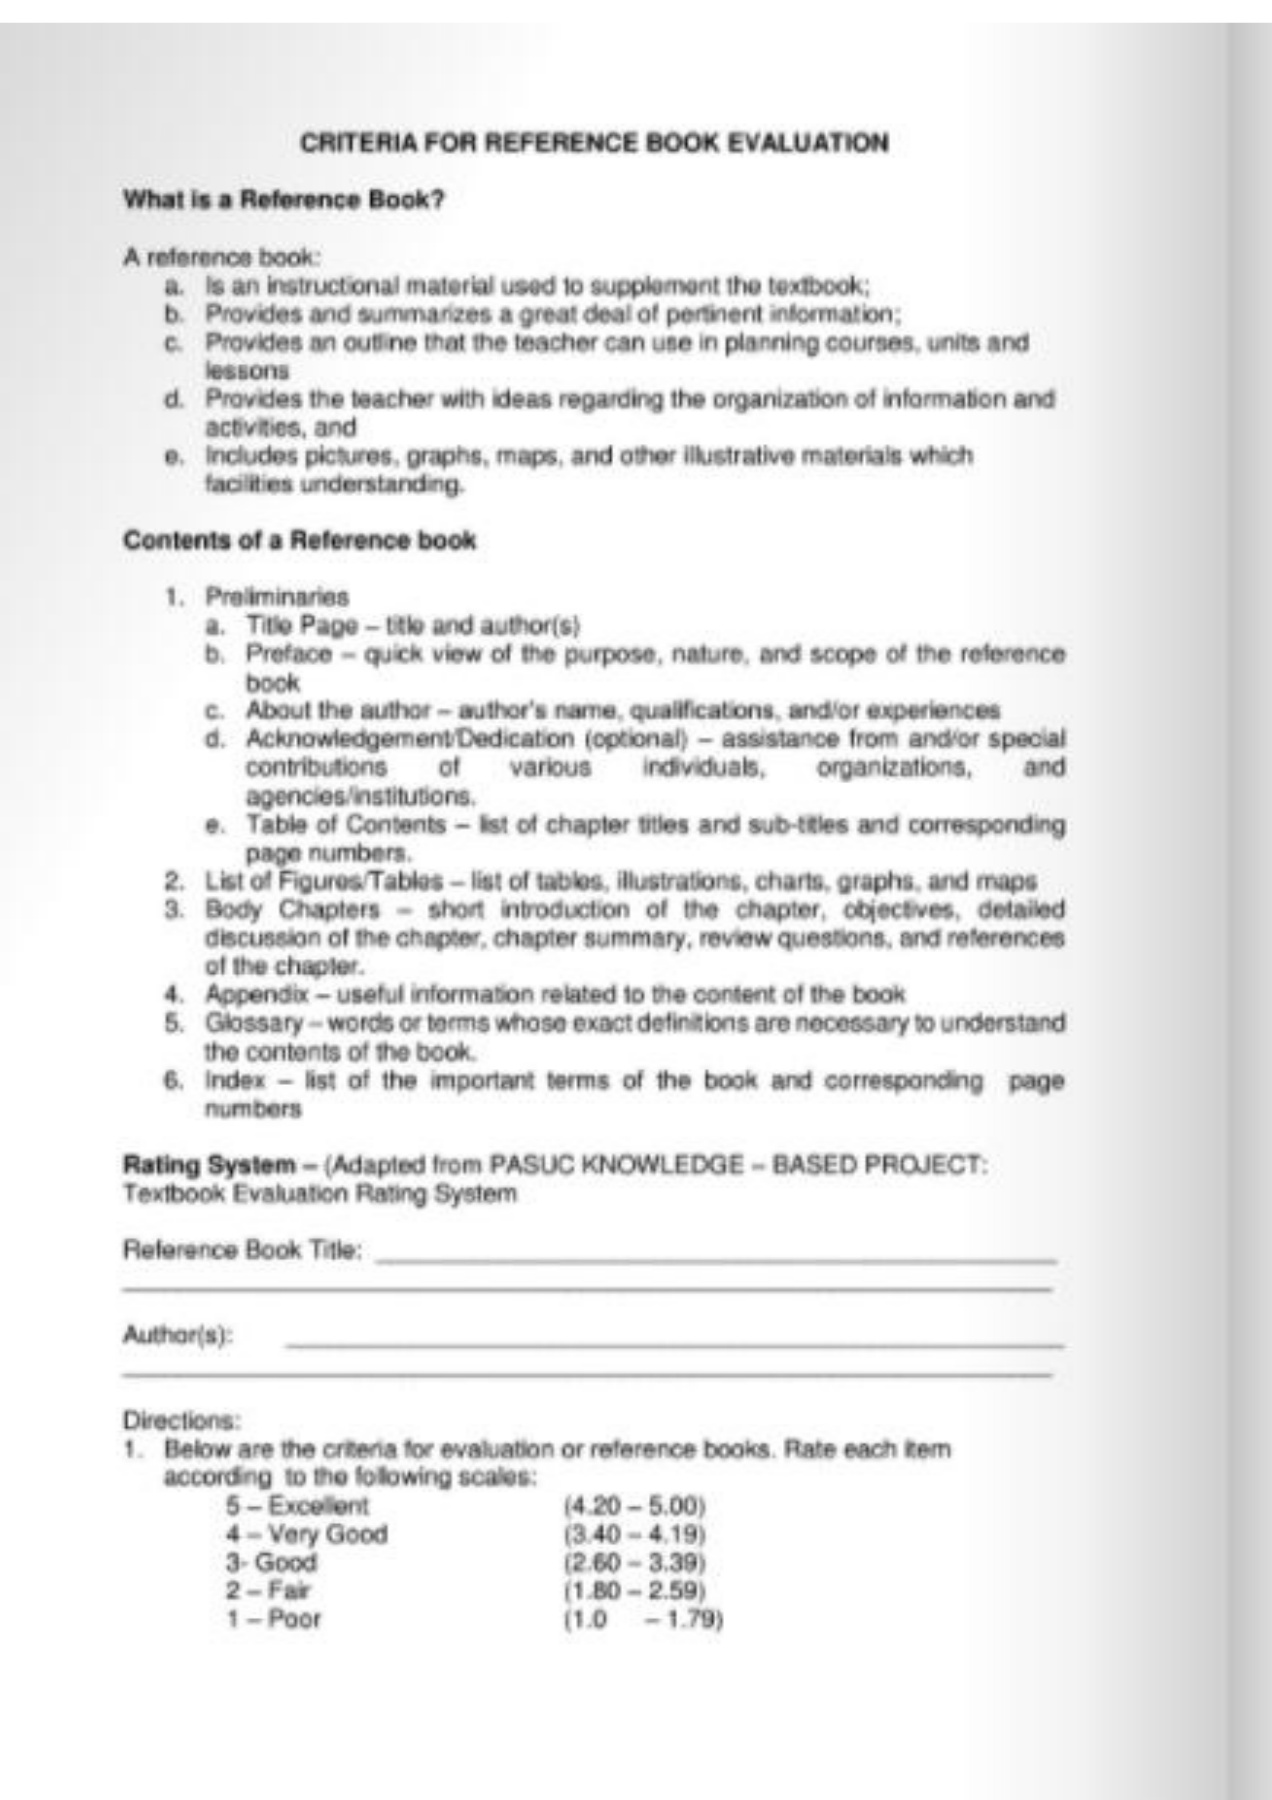 CRITERIA FOR REFERENCE BOOK EVALUATION
What is a Reference Book?
A reference book:
a. Is an instructional material used to supplement the textbook;
b. Provides and summarizes a great deal of pertinent information;
c. Provides an outline that the teacher can use in planning courses, units and
lessons
d. Provides the teacher with ideas regarding the organization of information and
activities, and
e. Includes pictures, graphs, maps, and other illustrative materials which
facilities understanding.
Contents of a Reference book
1. Preliminaries
a. Title Page – title and author(s)
b. Preface – quick view of the purpose, nature, and scope of the reference
book
c. About the author – author's name, qualifications, and/or experiences
d. Acknowledgement/Dedication (optional) – assistance from and/or special
contributions of various individuals, organizations, and
agencies/institutions.
e. Table of Contents – list of chapter titles and sub-titles and corresponding
page numbers.
2. List of Figures/Tables – list of tables, illustrations, charts, graphs, and maps
3. Body Chapters – short introduction of the chapter, objectives, detailed
discussion of the chapter, chapter summary, review questions, and references
of the chapter.
4. Appendix – useful information related to the content of the book
5. Glossary – words or terms whose exact definitions are necessary to understand
the contents of the book.
6. Index – list of the important terms of the book and corresponding page
numbers
Rating System – (Adapted from PASUC KNOWLEDGE – BASED PROJECT:
Textbook Evaluation Rating System
Reference Book Title:
Author(s):
Directions:
1. Below are the criteria for evaluation or reference books. Rate each item
according to the following scales:
5 – Excellent (4.20 – 5.00)
4 – Very Good (3.40 – 4.19)
3- Good (2.60 – 3.39)
2 – Fair (1.80 – 2.59)
1 – Poor (1.0 – 1.79)